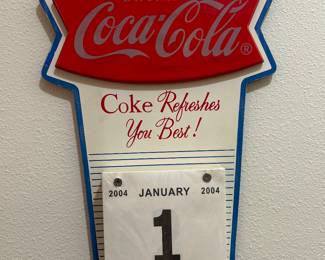 Coca-Cola®
Coke Refreshes
You Best!
2004 JANUARY 2004
1